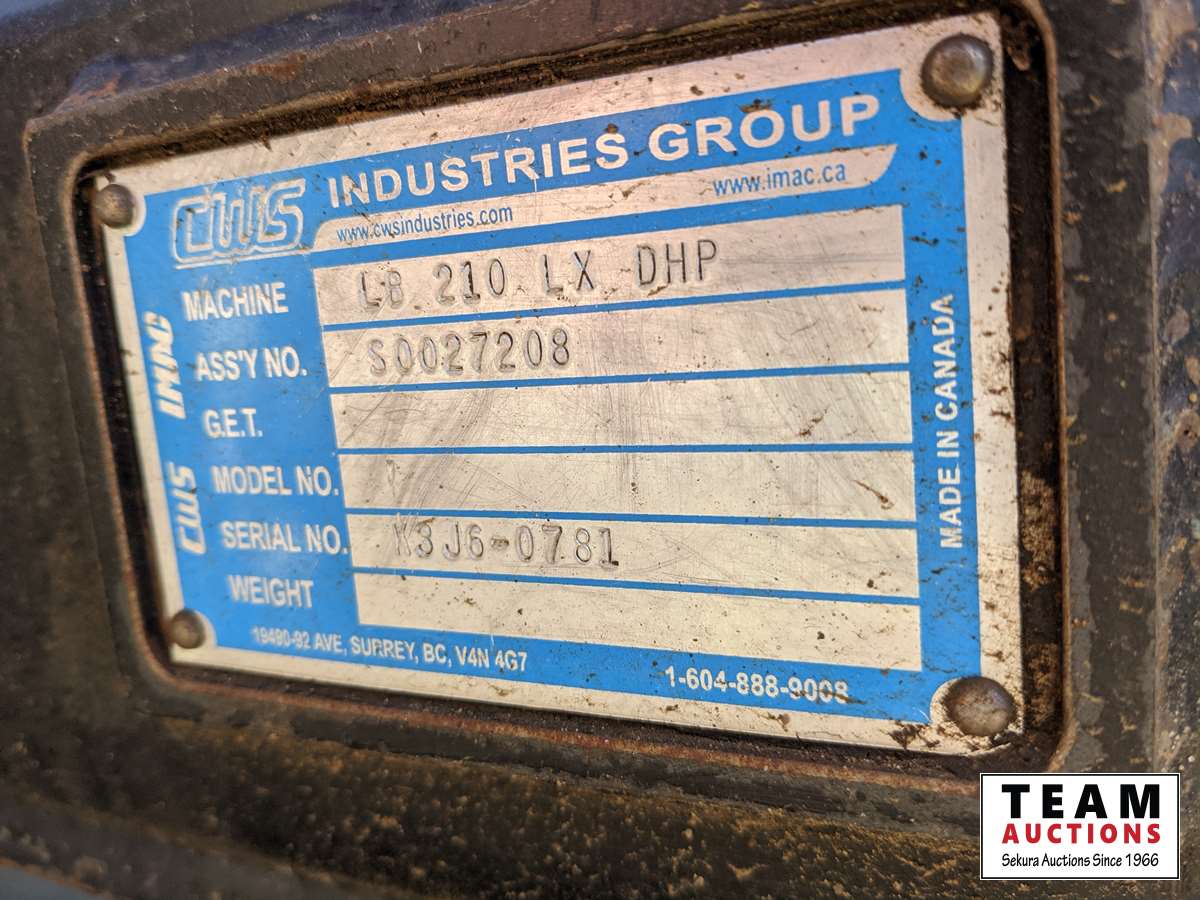 CWS INDUSTRIES GROUP
www.cwsindustries.com www.imac.ca
MACHINE LB 210 LX DHP
ASS'Y NO. S0027208
G.E.T.
MODEL NO.
SERIAL NO. X3J6-0781
WEIGHT
19490-92 AVE, SURREY, BC, V4N 4G7 1-604-888-9008
IMAC
CWS
MADE IN CANADA
TEAM
AUCTIONS
Sekura Auctions Since 1966